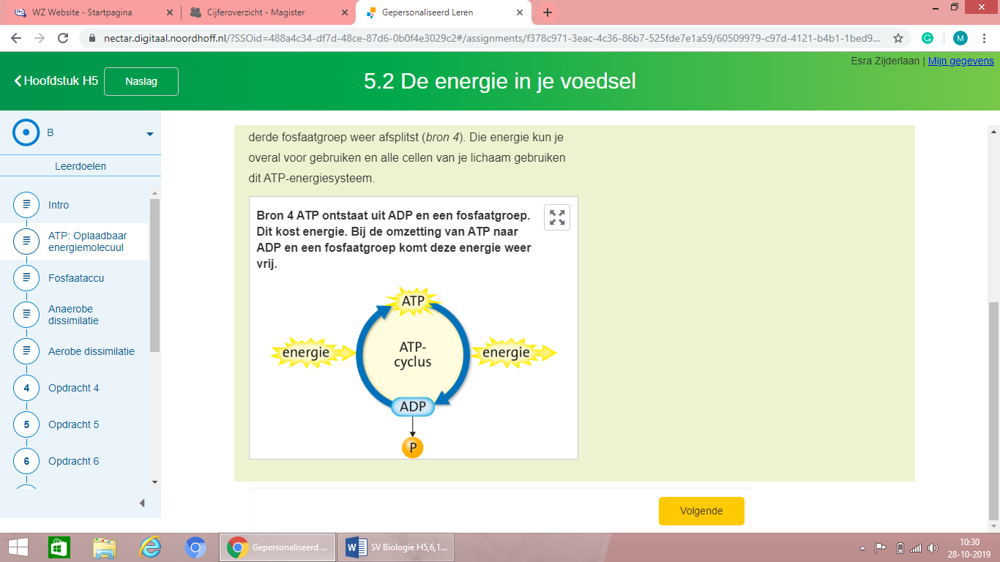 WZ Website - Startpagina
Cijferoverzicht - Magister
Gepersonaliseerd Leren
nectar.digitaal.noordhoff.nl/?SSOid=488a4c34-df7d-48ce-87d6-0b0f4e3029c2#/assignments/f378c971-3eac-4c36-86b7-525fde7e1a59/60509979-c97d-4121-b4b1-1bed9...
M
Esra Zijderlaan | Mijn gegevens
Hoofdstuk H5
Naslag
5.2 De energie in je voedsel
B
Leerdoelen
Intro
ATP: Oplaadbaar
energiemolecuul
Fosfaataccu
Anaerobe
dissimilatie
Aerobe dissimilatie
4 Opdracht 4
5 Opdracht 5
6 Opdracht 6
derde fosfaatgroep weer afsplitst (bron 4). Die energie kun je
overal voor gebruiken en alle cellen van je lichaam gebruiken
dit ATP-energiesysteem.
Bron 4 ATP ontstaat uit ADP en een fosfaatgroep.
Dit kost energie. Bij de omzetting van ATP naar
ADP en een fosfaatgroep komt deze energie weer
vrij.
ATP
energie
ATP-
cyclus
energie
ADP
P
Volgende
Gepersonaliseerd ...
SV Biologie H5,6,1...
10:30
28-10-2019